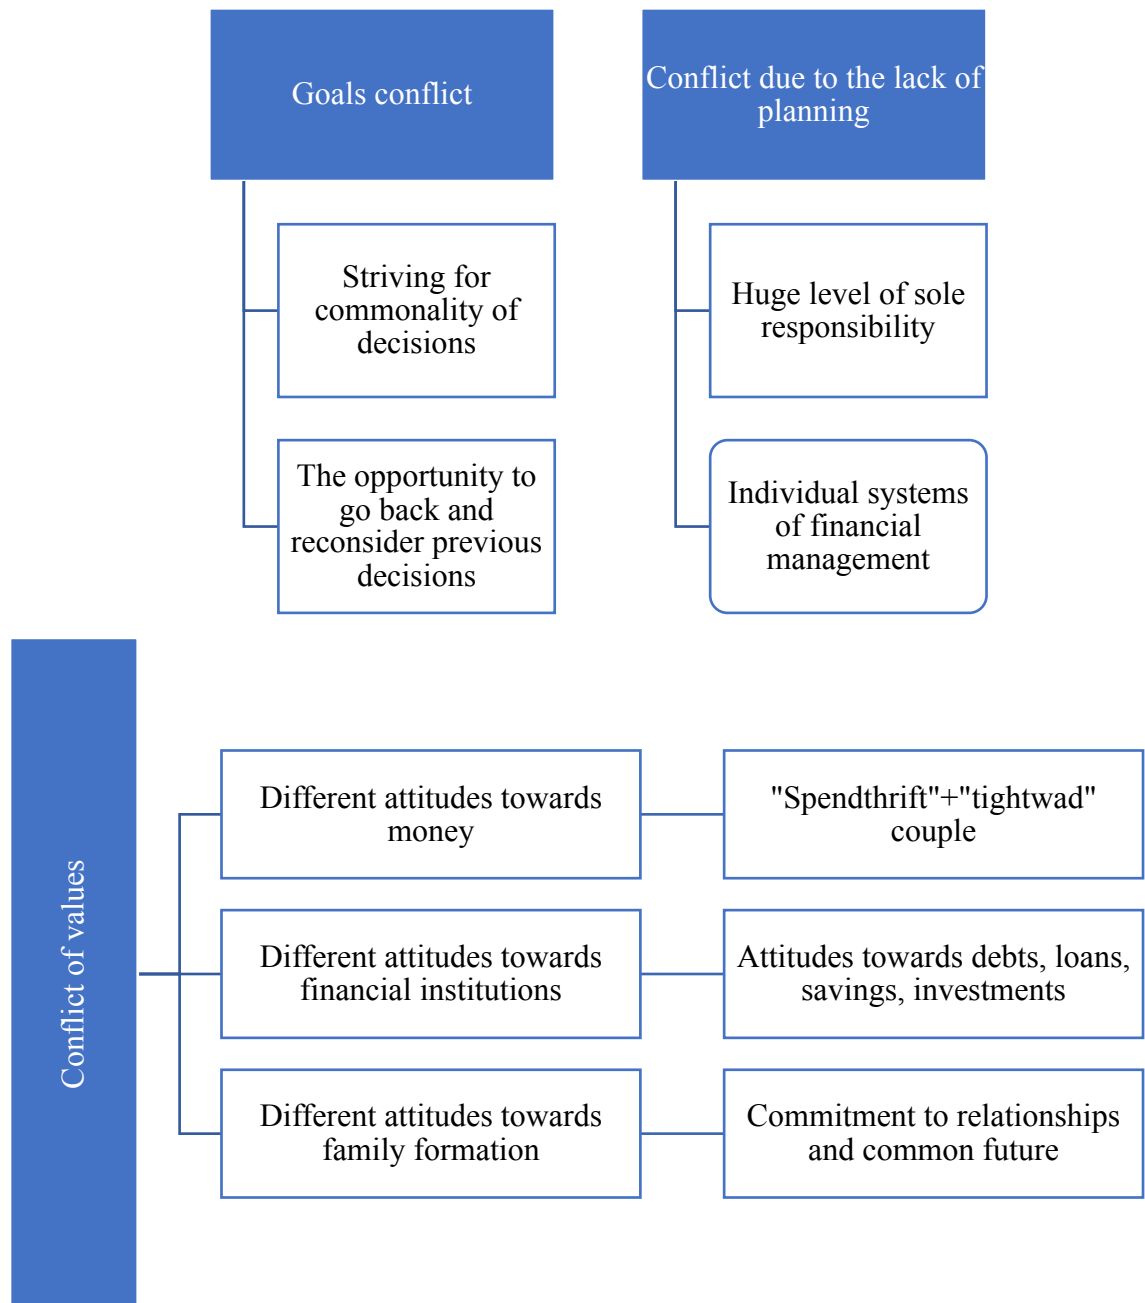 Goals conflict
Conflict due to the lack of
planning
Striving for
commonality of
decisions
Huge level of sole
responsibility
The opportunity to
go back and
reconsider previous
decisions
Individual systems
of financial
management
Conflict of values
Different attitudes towards
money
"Spendthrift"+"tightwad"
couple
Different attitudes towards
financial institutions
Attitudes towards debts, loans,
savings, investments
Different attitudes towards
family formation
Commitment to relationships
and common future